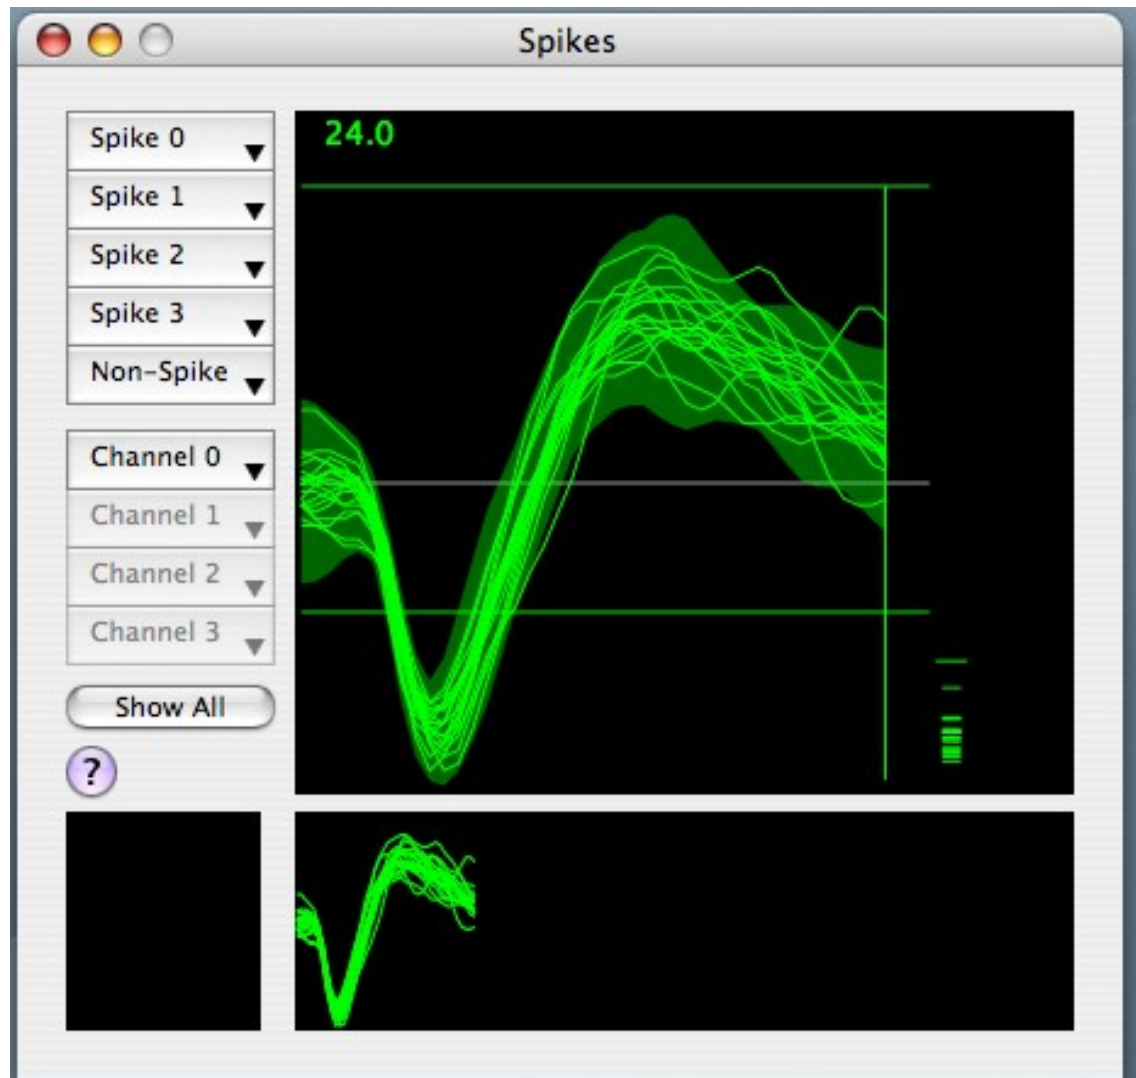 Spikes
Spike 0
Spike 1
Spike 2
Spike 3
Non-Spike
Channel 0
Channel 1
Channel 2
Channel 3
Show All
?
24.0